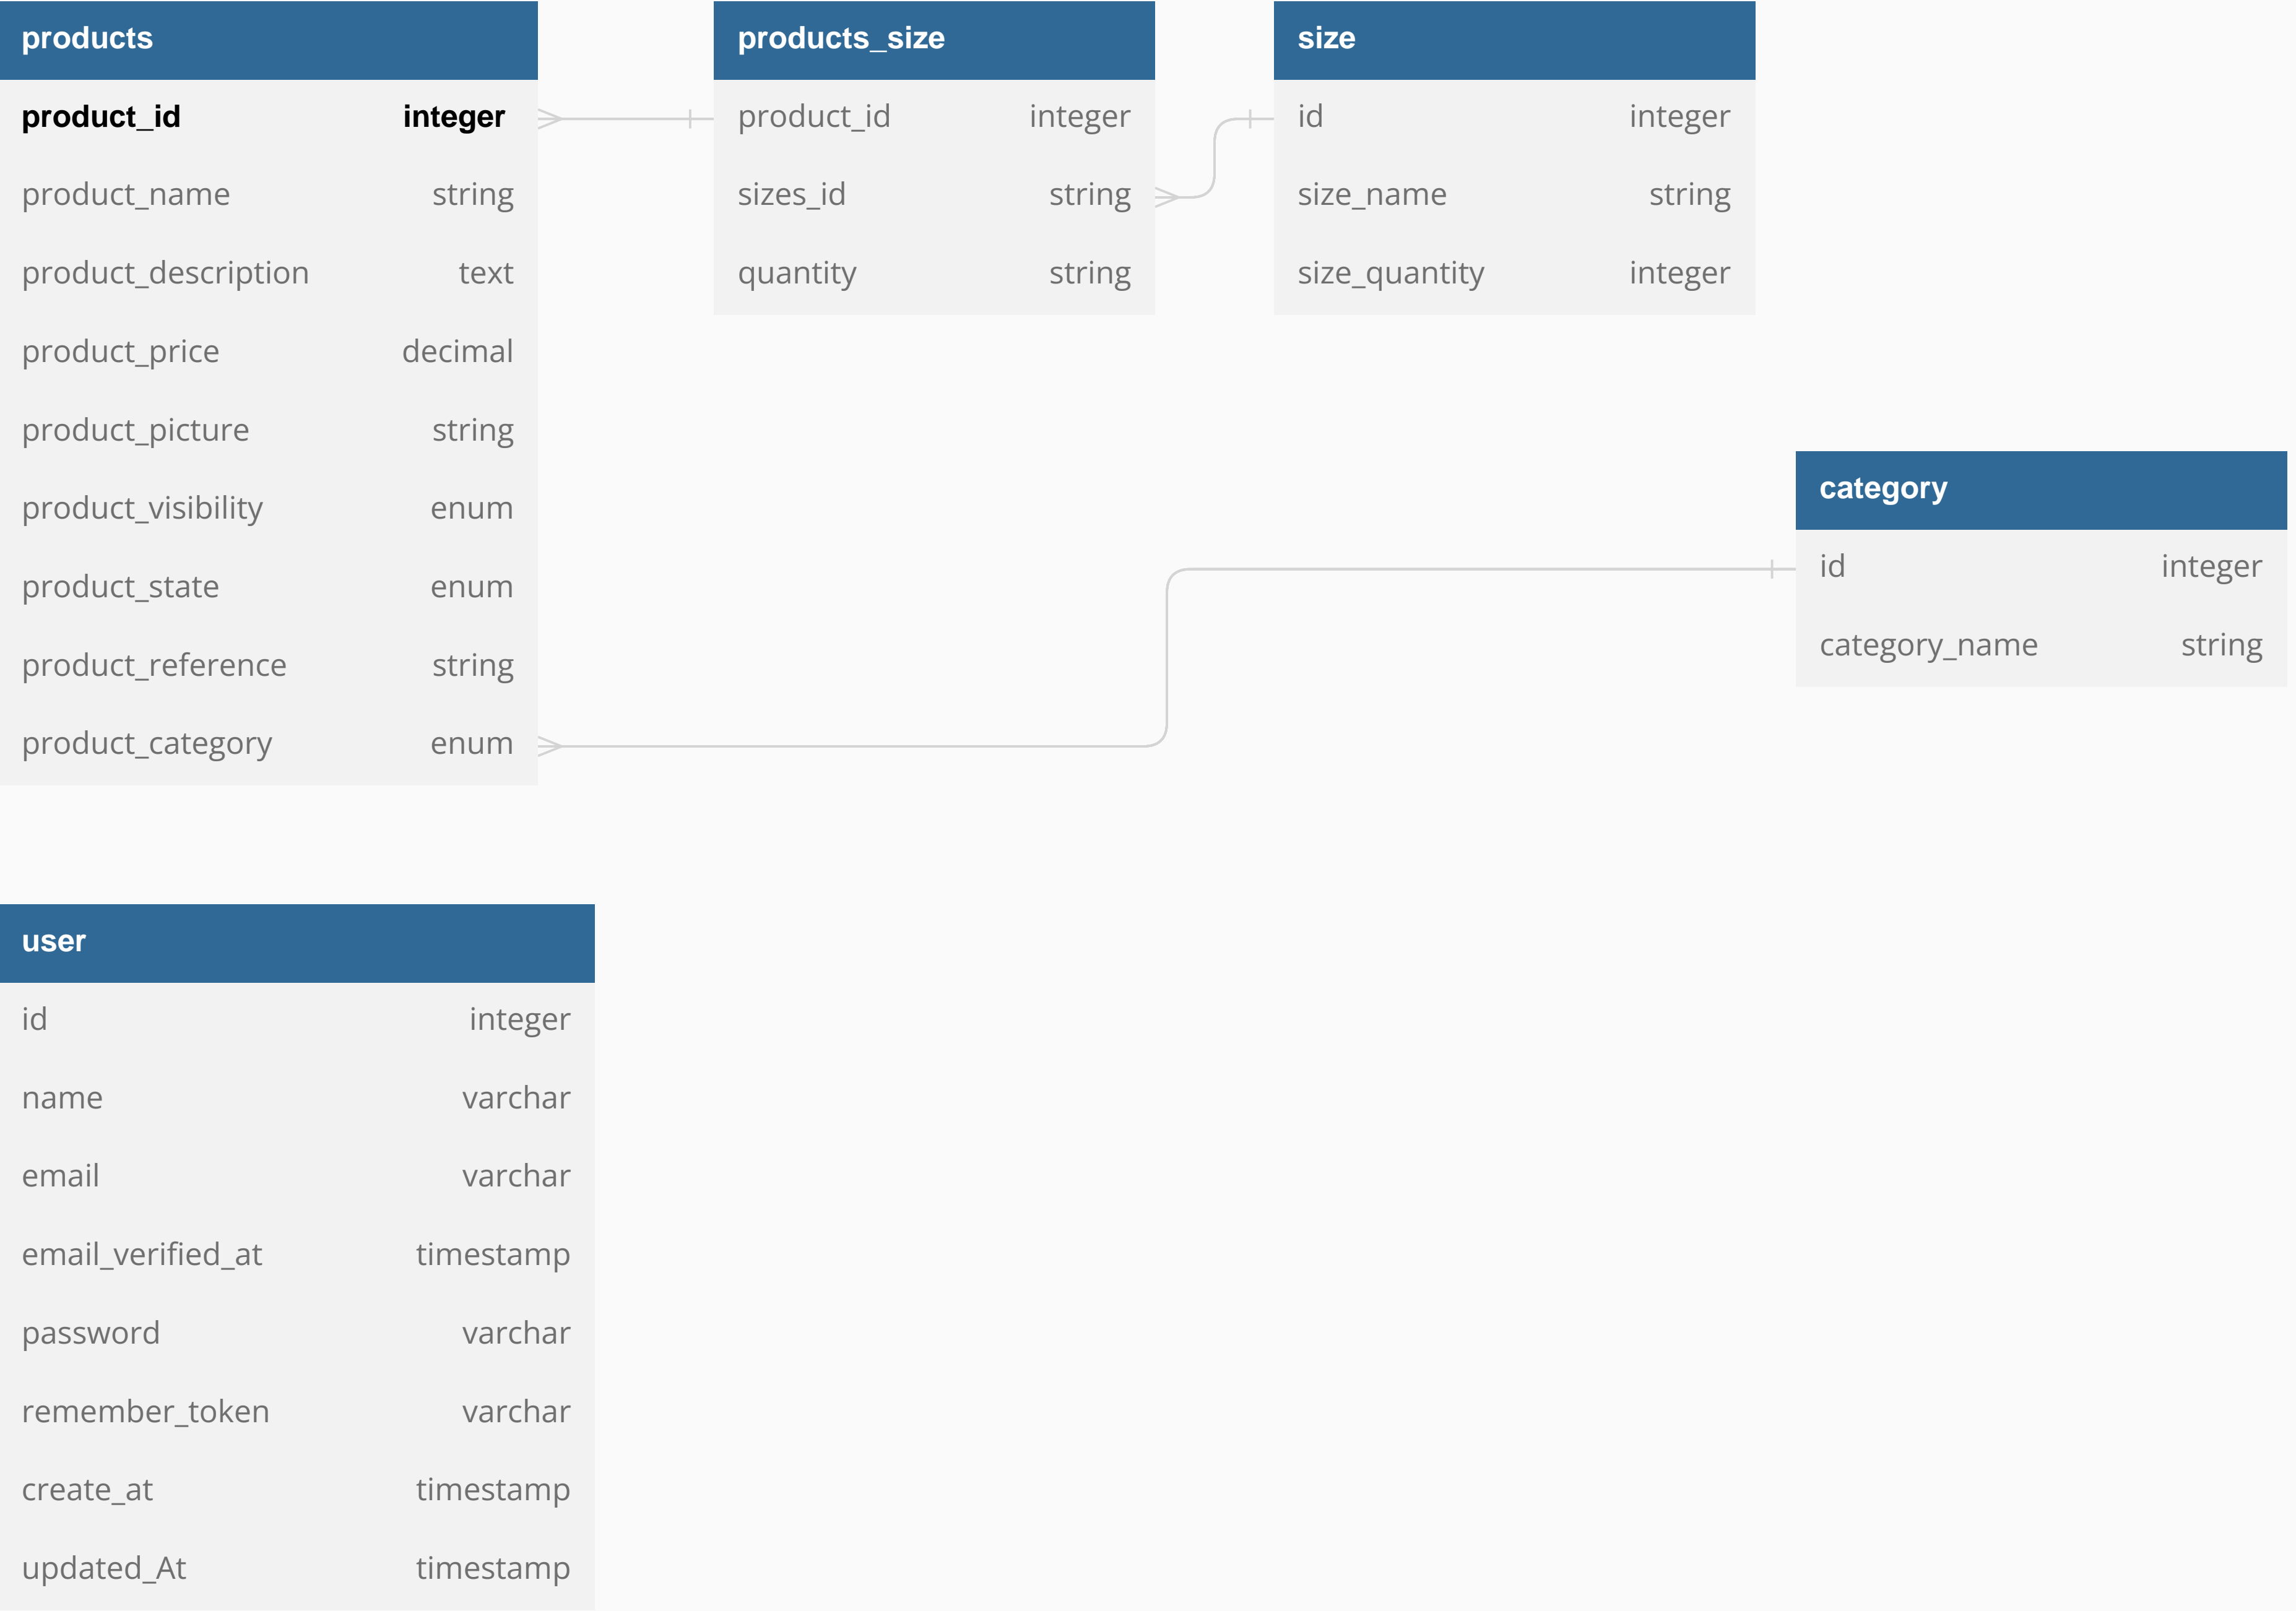 products
product_id integer
product_name string
product_description text
product_price decimal
product_picture string
product_visibility enum
product_state enum
product_reference string
product_category enum
products_size
product_id integer
sizes_id string
quantity string
size
id integer
size_name string
size_quantity integer
category
id integer
category_name string
user
id integer
name varchar
email varchar
email_verified_at timestamp
password varchar
remember_token varchar
create_at timestamp
updated_At timestamp